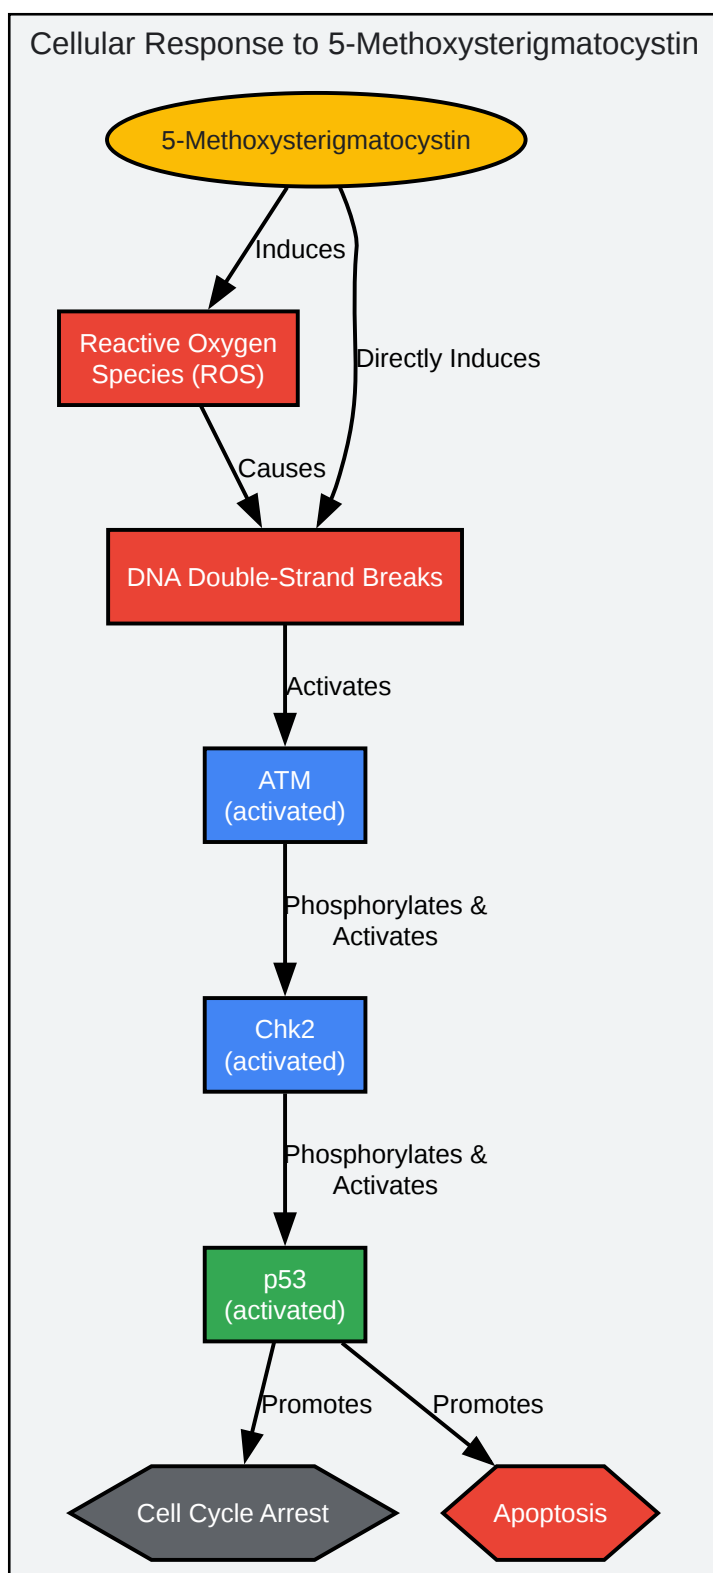 Cellular Response to 5-Methoxysterigmatocystin
5-Methoxysterigmatocystin
Induces
Reactive Oxygen
Species (ROS)
Directly Induces
Causes
DNA Double-Strand Breaks
Activates
ATM
(activated)
Phosphorylates &
Activates
Chk2
(activated)
Phosphorylates &
Activates
p53
(activated)
Promotes
Promotes
Cell Cycle Arrest
Apoptosis